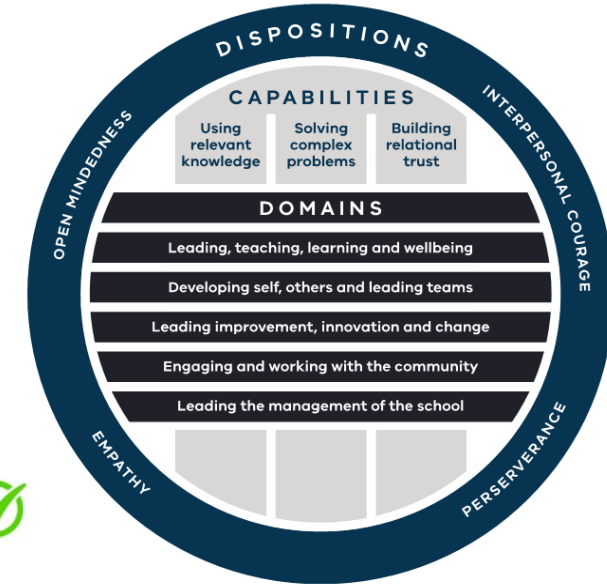 DISPOSITIONS
OPEN MINDEDNESS
INTERPERSONAL COURAGE
CAPABILITIES
Using
relevant
knowledge
Solving
complex
problems
Building
relational
trust
DOMAINS
Leading, teaching, learning and wellbeing
Developing self, others and leading teams
Leading improvement, innovation and change
Engaging and working with the community
Leading the management of the school
EMPATHY
PERSERVERANCE